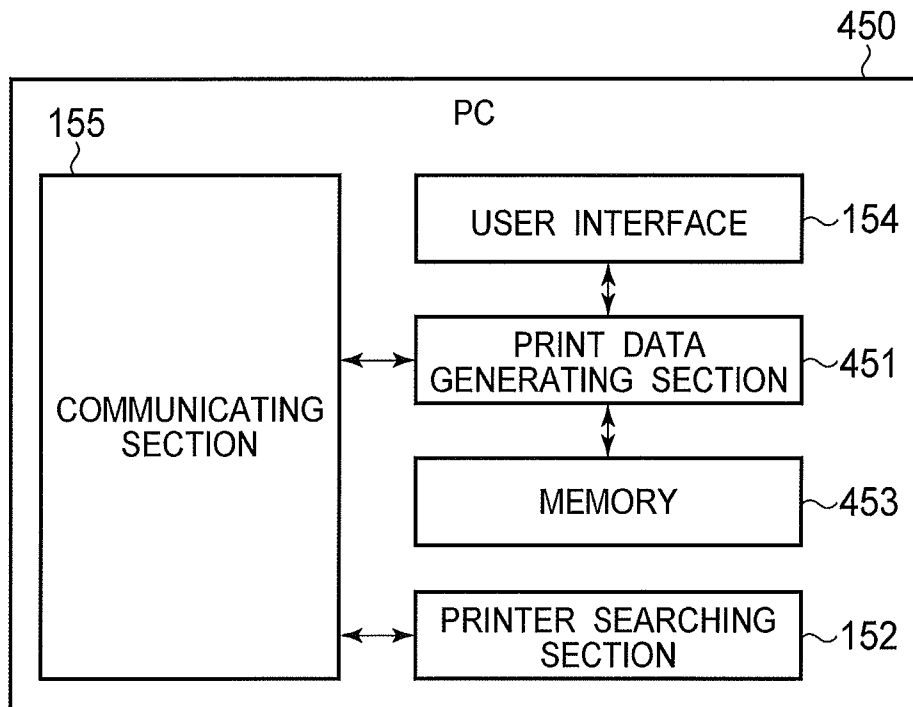 450
PC
155
USER INTERFACE
154
PRINT DATA
GENERATING SECTION
451
COMMUNICATING
SECTION
MEMORY
453
PRINTER SEARCHING
SECTION
152